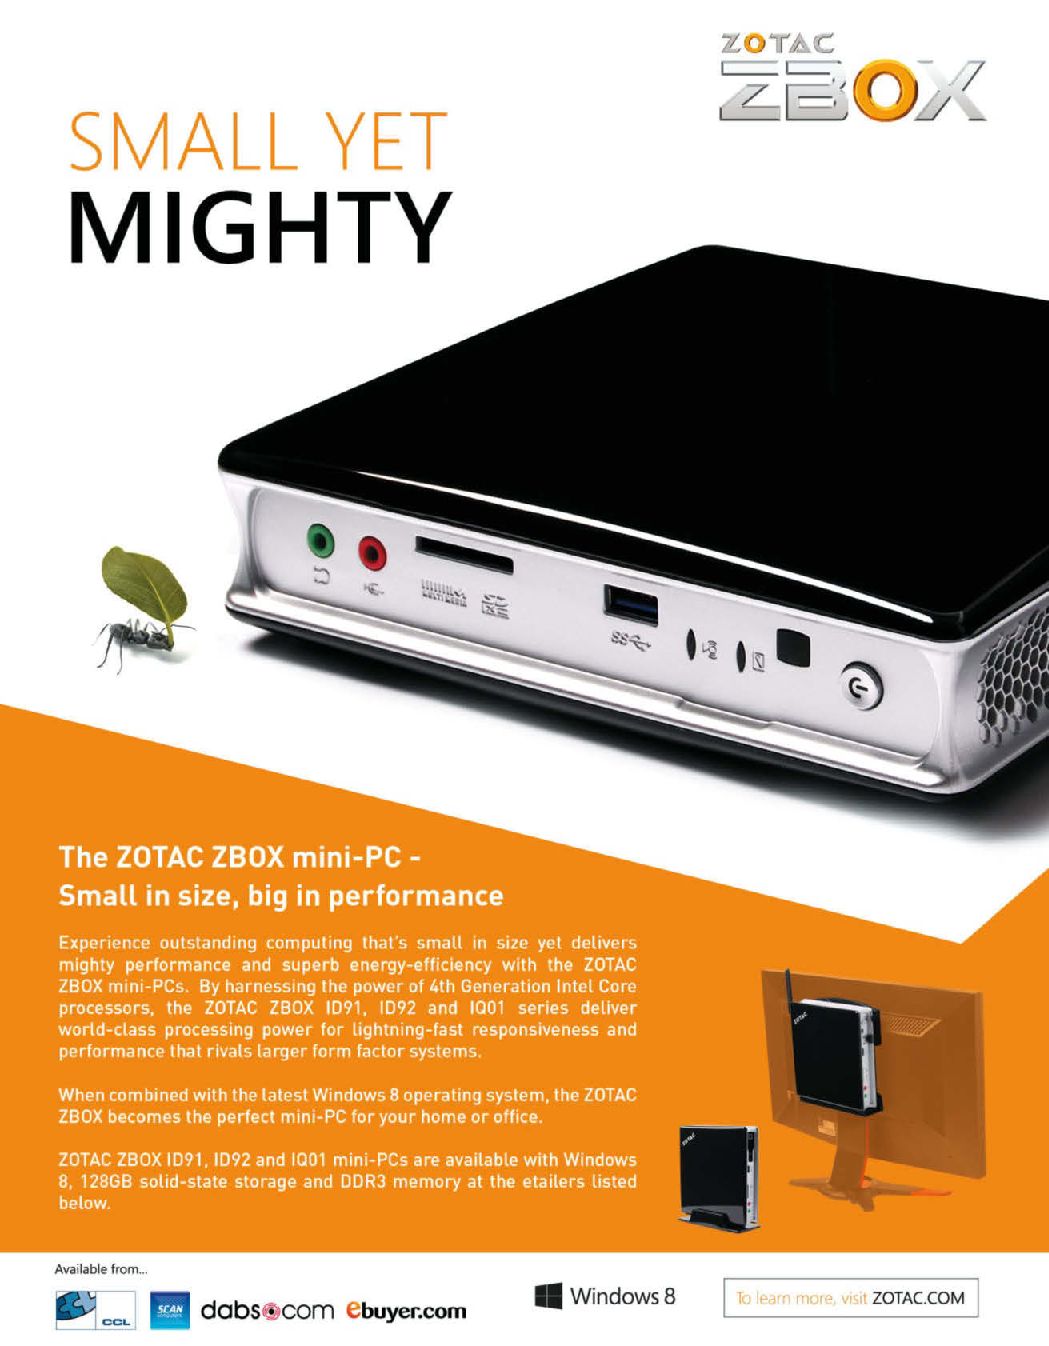 ZOTAC
ZBOX
SMALL YET
MIGHTY
MULTI MEDIA
The ZOTAC ZBOX mini-PC -
Small in size, big in performance
Experience outstanding computing that's small in size yet delivers
mighty performance and superb energy-efficiency with the ZOTAC
ZBOX mini-PCs. By harnessing the power of 4th Generation Intel Core
processors, the ZOTAC ZBOX ID91, ID92 and IQ01 series deliver
world-class processing power for lightning-fast responsiveness and
performance that rivals larger form factor systems.
When combined with the latest Windows 8 operating system, the ZOTAC
ZBOX becomes the perfect mini-PC for your home or office.
ZOTAC ZBOX ID91, ID92 and IQ01 mini-PCs are available with Windows
8, 128GB solid-state storage and DDR3 memory at the etailers listed
below.
ZOTAC
ZOTAC
Available from...
CCL
SCAN
COMPUTERS
dabs.com
ebuyer.com
Windows 8
To learn more, visit ZOTAC.COM